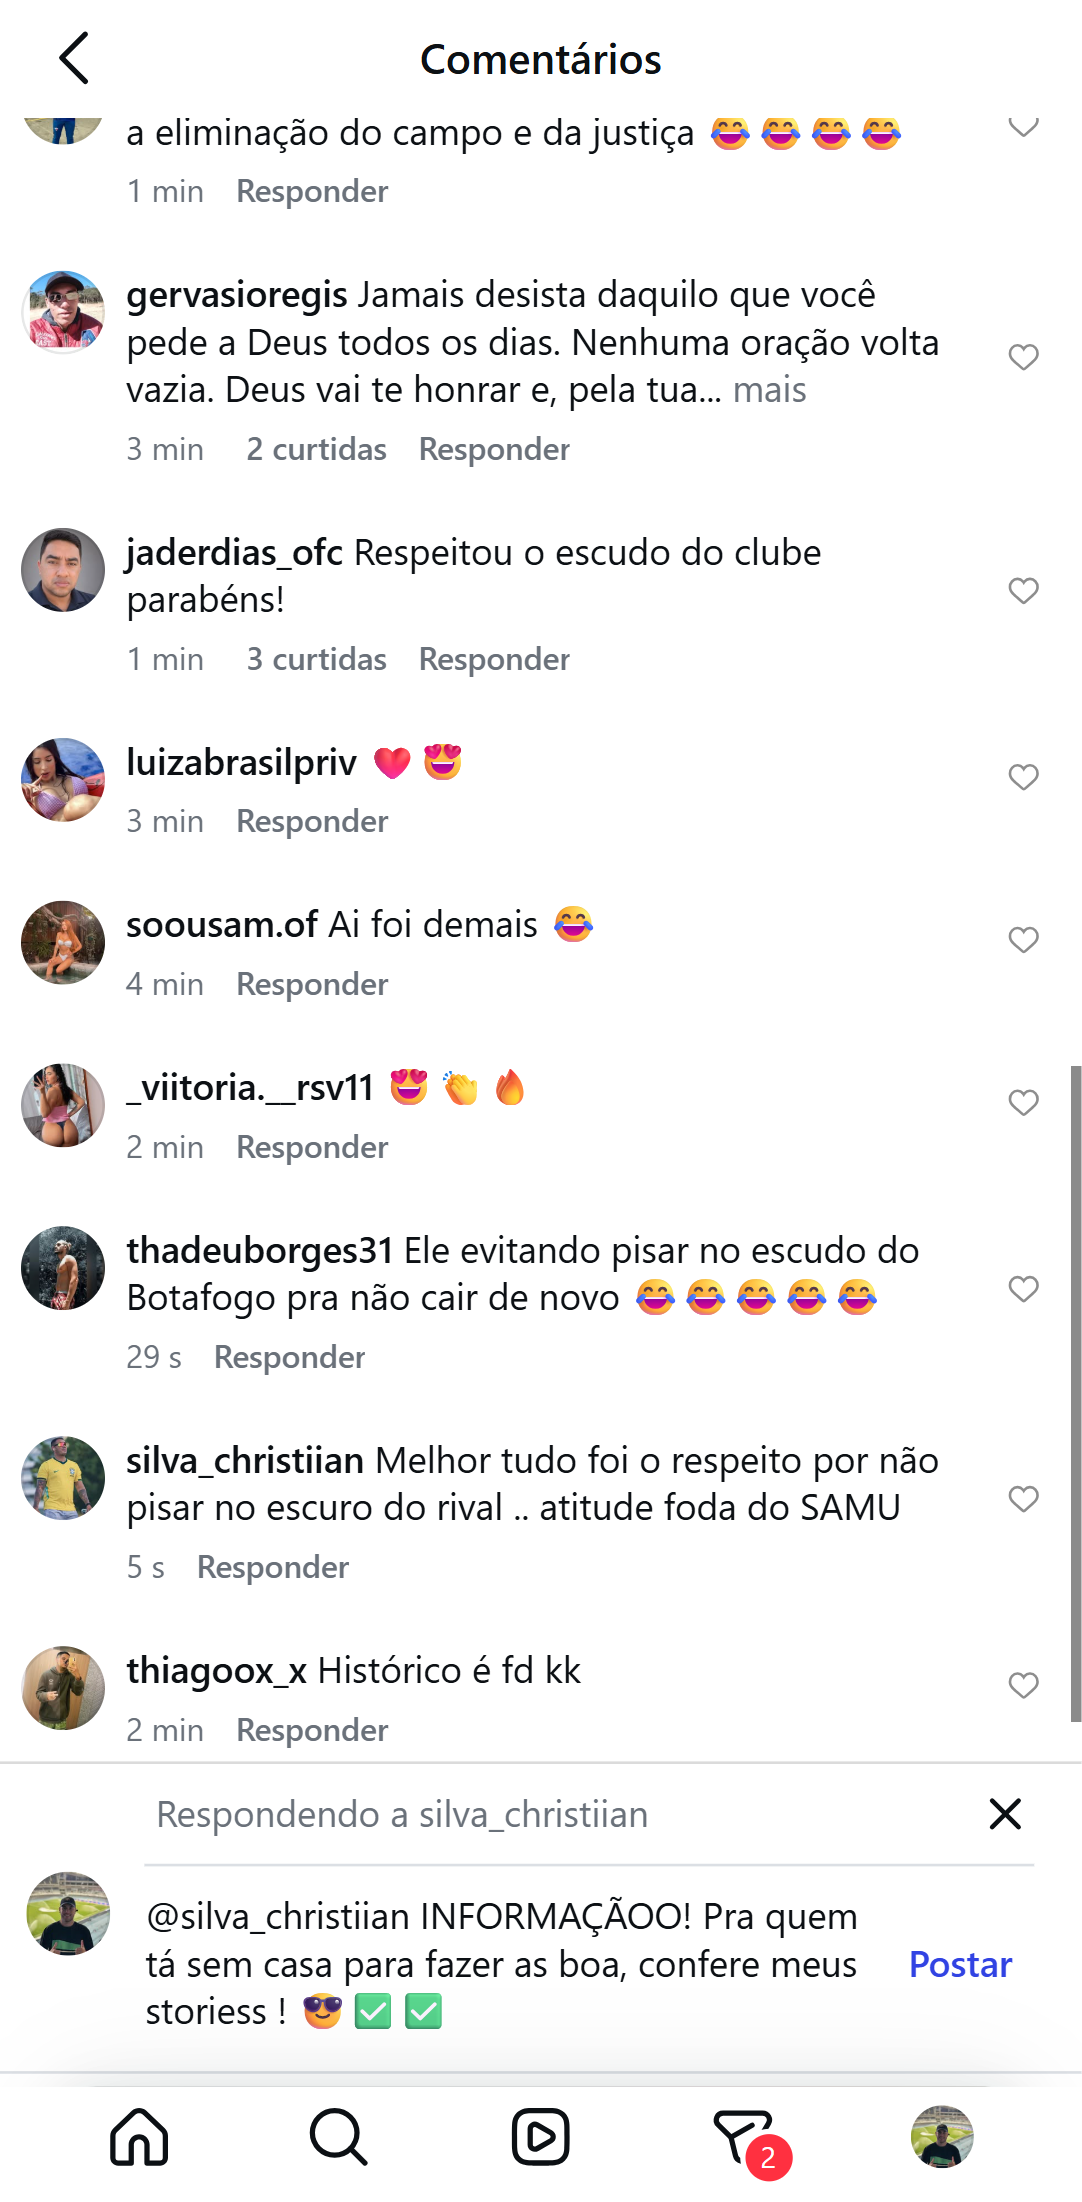 Comentários
a eliminação do campo e da justiça 😂😂😂😂
1 min Responder
gervasioregis Jamais desista daquilo que você
pede a Deus todos os dias. Nenhuma oração volta
vazia. Deus vai te honrar e, pela tua... mais
3 min 2 curtidas Responder
jaderdias_ofc Respeitou o escudo do clube
parabéns!
1 min 3 curtidas Responder
luizabrasilpriv ❤️😍
3 min Responder
soousam.of Ai foi demais 😂
4 min Responder
_viitoria.__rsv11 😍👏🔥
2 min Responder
thadeuborges31 Ele evitando pisar no escudo do
Botafogo pra não cair de novo 😂😂😂😂😂
29 s Responder
silva_christiian Melhor tudo foi o respeito por não
pisar no escuro do rival .. atitude foda do SAMU
5 s Responder
thiagoox_x Histórico é fd kk
2 min Responder
Respondendo a silva_christiian
@silva_christiian INFORMAÇÃOO! Pra quem
tá sem casa para fazer as boa, confere meus
storiess ! 😎✅✅
Postar
2